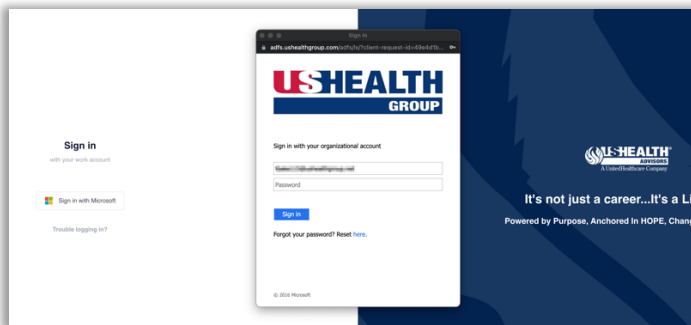 Sign in
with your work account
Sign in with Microsoft
Trouble logging in?
Sign in
adfs.ushealthgroup.com/adfs/ls/?client-request-id=49e4d1b...
USHEALTH
GROUP
Sign in with your organizational account
Password
Sign in
Forgot your password? Reset here.
© 2016 Microsoft
USHEALTH
ADVISORS
A UnitedHealthcare Company
It's not just a career...It's a Li
Powered by Purpose, Anchored In HOPE, Chang